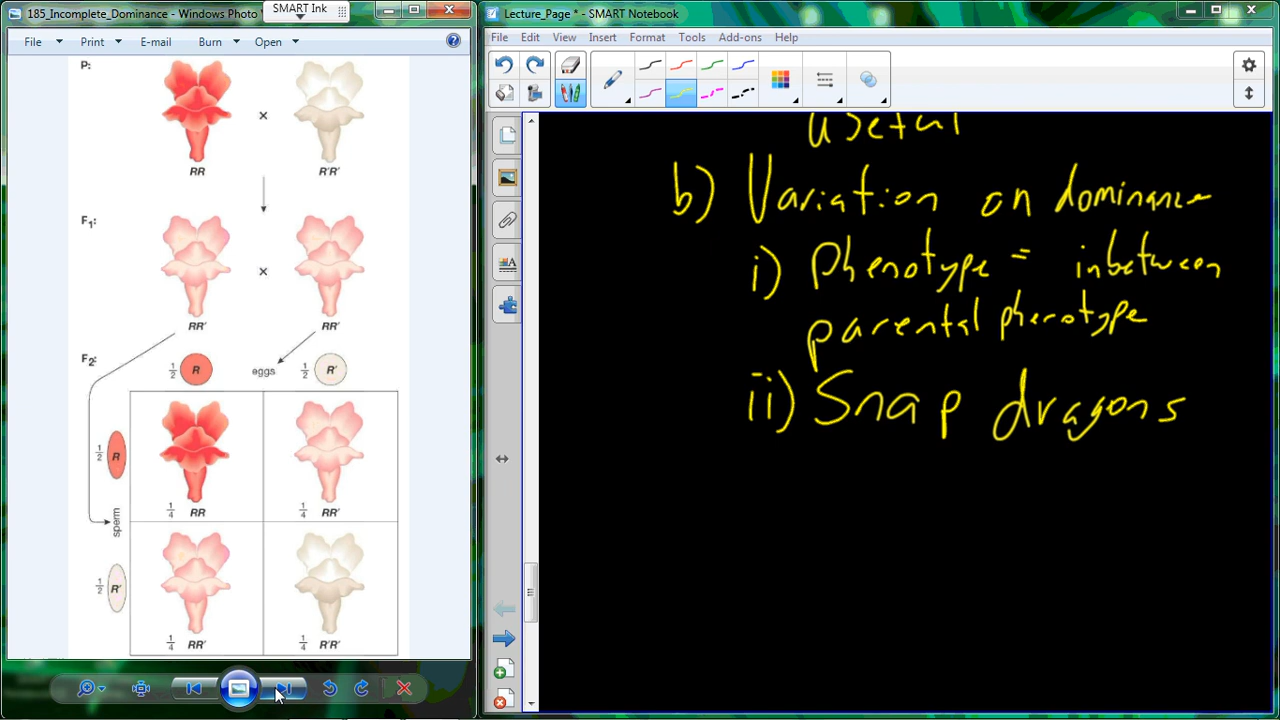 185_Incomplete_Dominance - Windows Photo
SMART Ink
File Print E-mail Burn Open
P:
×
RR R'R'
F1:
×
RR' RR'
F2:
1/2 R eggs 1/2 R'
1/2 R
1/4 RR 1/4 RR'
sperm
1/2 R'
1/4 RR' 1/4 R'R'
Lecture_Page * - SMART Notebook
File Edit View Insert Format Tools Add-ons Help
useful
b) Variation on dominance
i) Phenotype = inbetween
parental phenotype
ii) Snap dragons